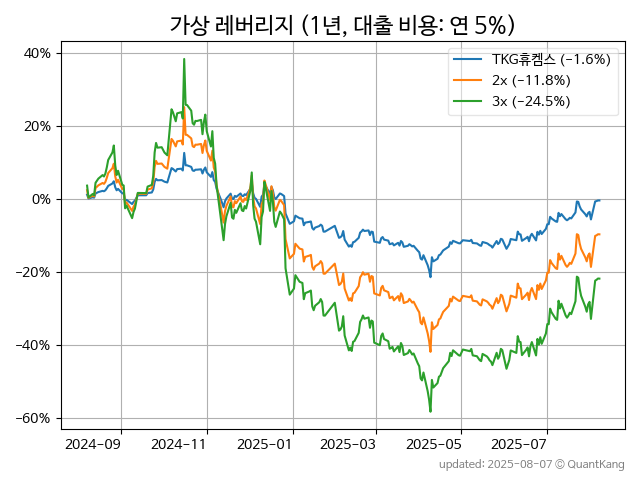 가상 레버리지 (1년, 대출 비용: 연 5%)
TKG휴켐스 (−1.6%)
2x (−11.8%)
3x (−24.5%)
40%
20%
0%
−20%
−40%
−60%
2024-09
2024-11
2025-01
2025-03
2025-05
2025-07
updated: 2025-08-07 © QuantKang